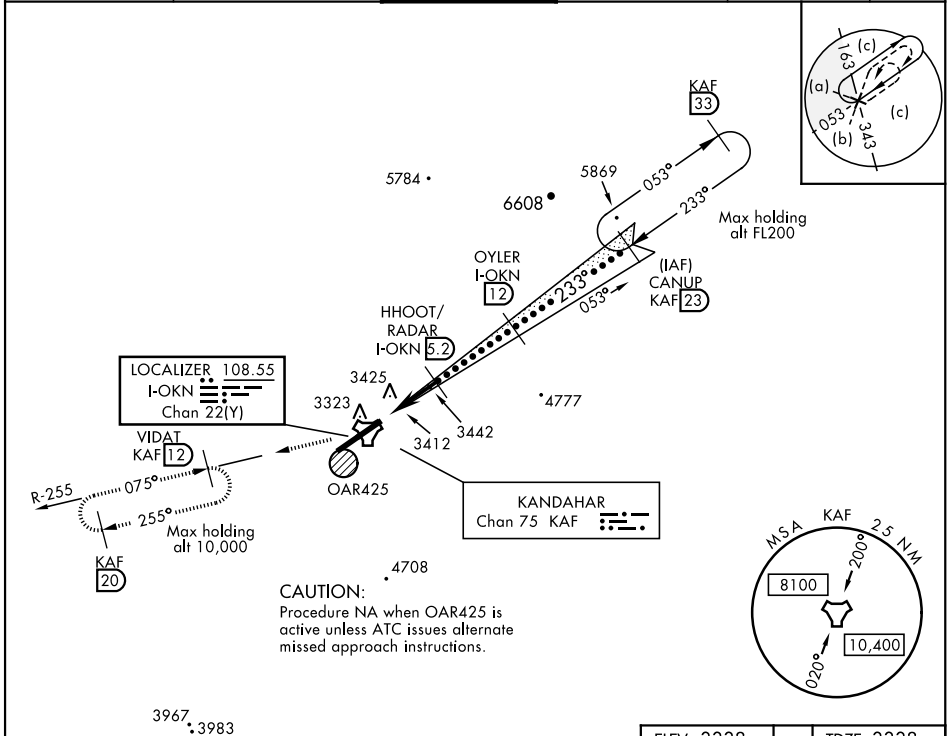 163
(c)
(a)
053
(b)
343
(c)
KAF
33
5784
6608
5869
053°
233°
Max holding
alt FL200
OYLER
I-OKN
12
233°
053°
(IAF)
CANUP
KAF 23
HHOOT/
RADAR
I-OKN 5.2
LOCALIZER 108.55
I-OKN
Chan 22(Y)
3425
3323
4777
3442
3412
VIDAT
KAF 12
OAR425
R-255
075°
255°
Max holding
alt 10,000
KAF
20
KANDAHAR
Chan 75 KAF
4708
CAUTION:
Procedure NA when OAR425 is
active unless ATC issues alternate
missed approach instructions.
MSA KAF 25 NM
200°
8100
10,400
020°
3967
3983
ELEV 3338
TDZE 3338